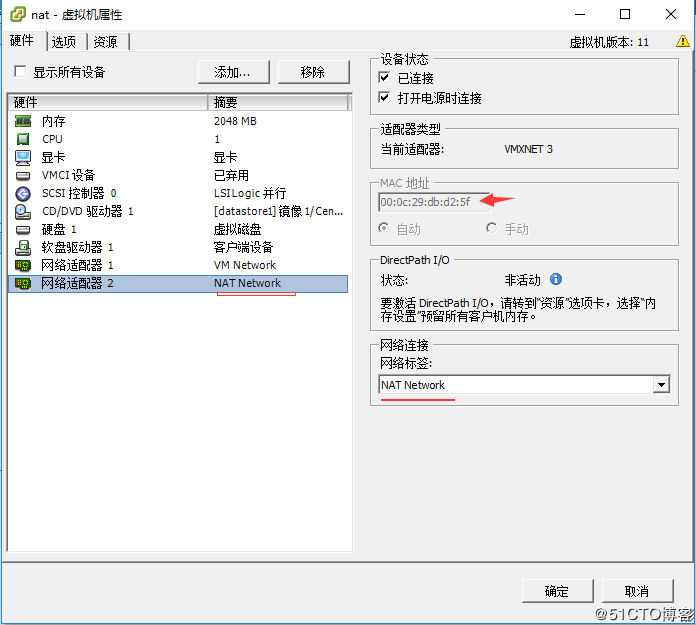 nat - 虚拟机属性
硬件 选项 资源 虚拟机版本: 11
显示所有设备 添加... 移除
硬件 摘要
内存 2048 MB
CPU 1
显卡 显卡
VMCI 设备 已弃用
SCSI 控制器 0 LSI Logic 并行
CD/DVD 驱动器 1 [datastore1] 镜像 1/Cen...
硬盘 1 虚拟磁盘
软盘驱动器 1 客户端设备
网络适配器 1 VM Network
网络适配器 2 NAT Network
设备状态
已连接
打开电源时连接
适配器类型
当前适配器: VMXNET 3
MAC 地址
00:0c:29:db:d2:5f
自动 手动
DirectPath I/O
状态: 非活动
要激活 DirectPath I/O，请转到“资源”选项卡，选择“内
存设置”预留所有客户机内存。
网络连接
网络标签:
NAT Network
确定 取消
@51CTO博客